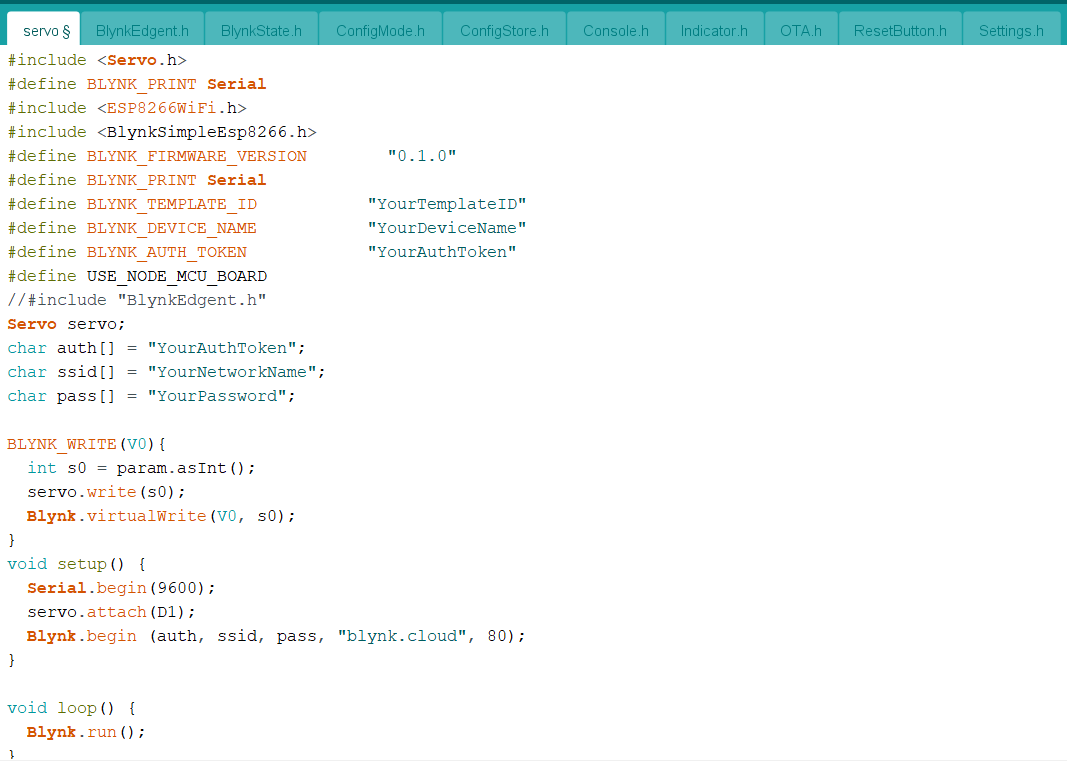 servo § BlynkEdgent.h BlynkState.h ConfigMode.h ConfigStore.h Console.h Indicator.h OTA.h ResetButton.h Settings.h
#include <Servo.h>
#define BLYNK_PRINT Serial
#include <ESP8266WiFi.h>
#include <BlynkSimpleEsp8266.h>
#define BLYNK_FIRMWARE_VERSION        "0.1.0"
#define BLYNK_PRINT Serial
#define BLYNK_TEMPLATE_ID           "YourTemplateID"
#define BLYNK_DEVICE_NAME           "YourDeviceName"
#define BLYNK_AUTH_TOKEN            "YourAuthToken"
#define USE_NODE_MCU_BOARD
//#include "BlynkEdgent.h"
Servo servo;
char auth[] = "YourAuthToken";
char ssid[] = "YourNetworkName";
char pass[] = "YourPassword";

BLYNK_WRITE(V0){
  int s0 = param.asInt();
  servo.write(s0);
  Blynk.virtualWrite(V0, s0);
}
void setup() {
  Serial.begin(9600);
  servo.attach(D1);
  Blynk.begin (auth, ssid, pass, "blynk.cloud", 80);
}

void loop() {
  Blynk.run();
}